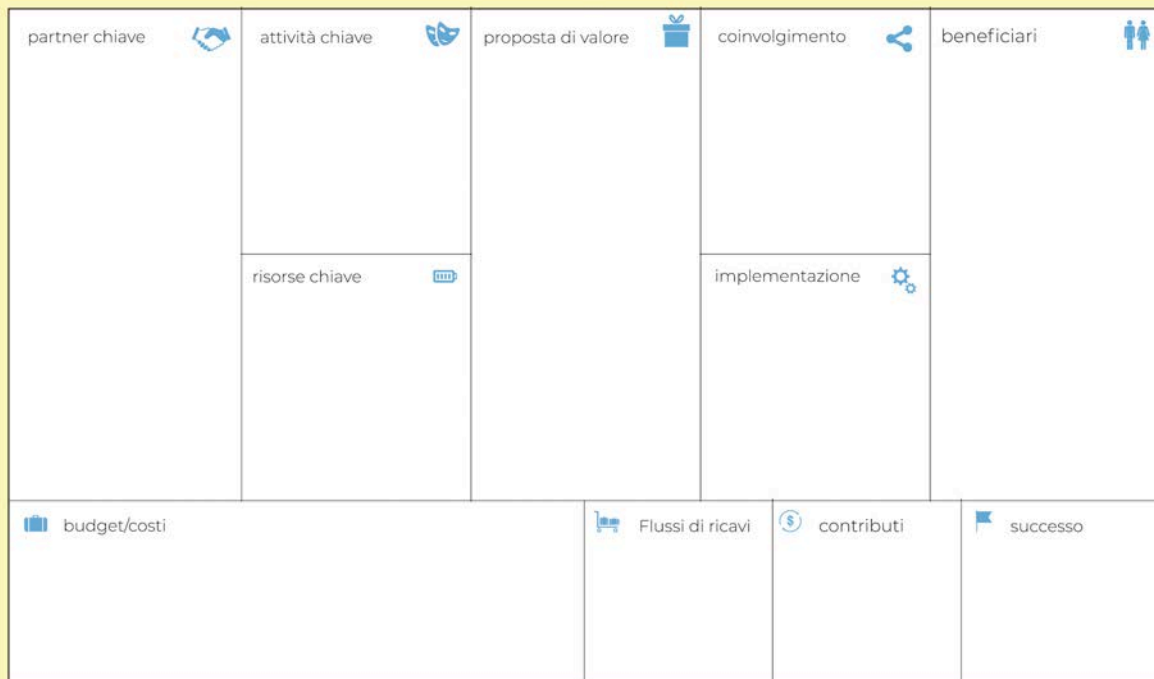 partner chiave
attività chiave
proposta di valore
coinvolgimento
beneficiari
risorse chiave
implementazione
budget/costi
Flussi di ricavi
$
contributi
successo